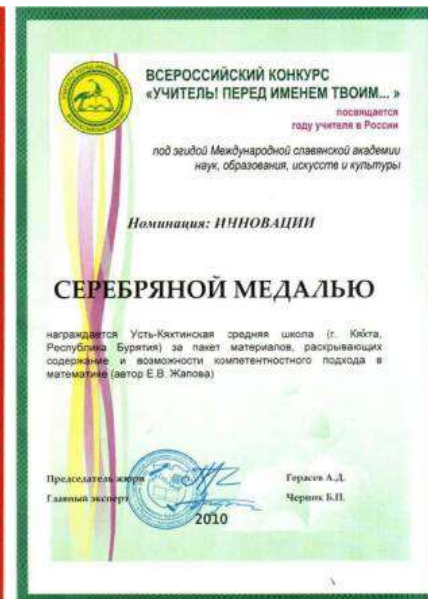 ВСЕРОССИЙСКИЙ КОНКУРС
«УЧИТЕЛЬ! ПЕРЕД ИМЕНЕМ ТВОИМ... »
посвящается
году учителя в России
под эгидой Международной славянской академии
наук, образования, искусств и культуры
Номинация: ИННОВАЦИИ
СЕРЕБРЯНОЙ МЕДАЛЬЮ
награждается Усть-Кяхтинская средняя школа (г. Кяхта,
Республика Бурятия) за пакет материалов, раскрывающих
содержание и возможности компетентностного подхода в
математике (автор Е.В. Жапова)
Председатель жюри
Герасев А.Д.
Главный эксперт
Черник Б.П.
2010